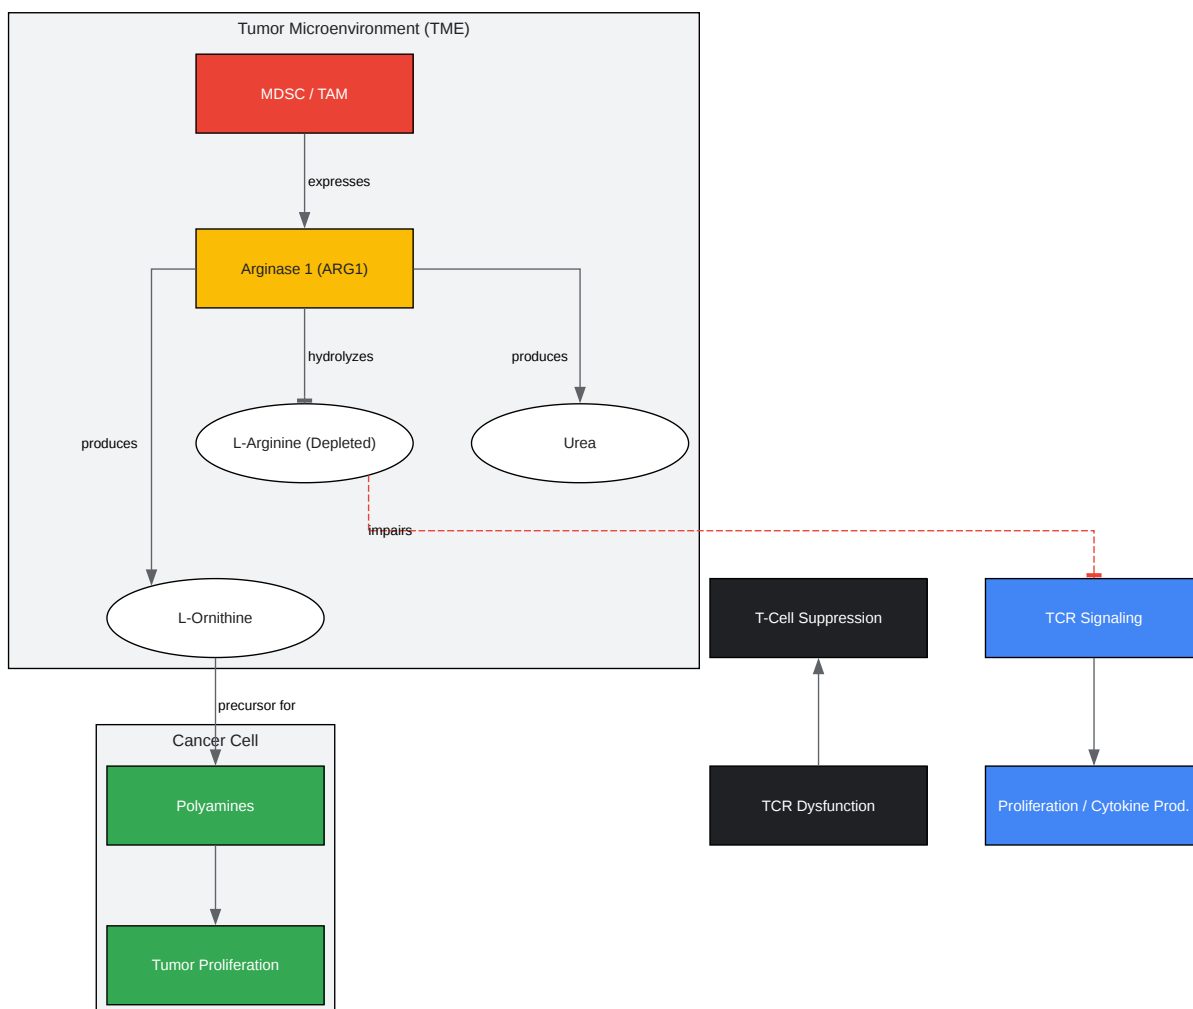 Tumor Microenvironment (TME)
MDSC / TAM
expresses
Arginase 1 (ARG1)
hydrolyzes
produces
produces
L-Arginine (Depleted)
Urea
impairs
L-Ornithine
T-Cell Suppression
TCR Signaling
precursor for
Cancer Cell
Polyamines
TCR Dysfunction
Proliferation / Cytokine Prod.
Tumor Proliferation